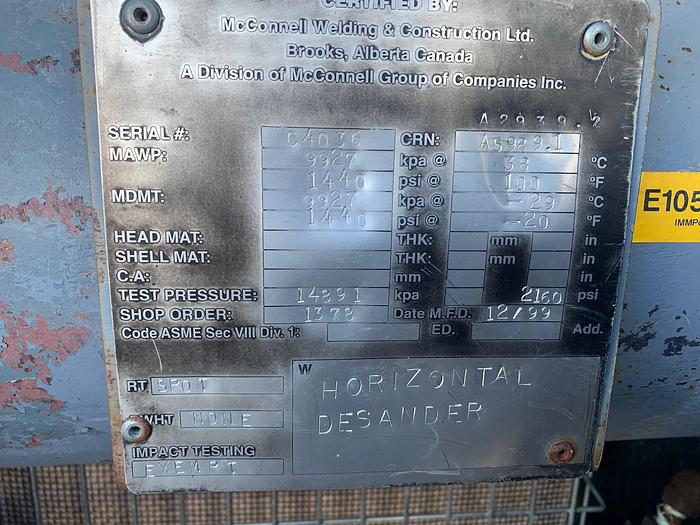 CERTIFIED BY:
McConnell Welding & Construction Ltd.
Brooks, Alberta Canada
A Division of McConnell Group of Companies Inc.
A2939.2
SERIAL #: C4036 CRN: A5989.1
MAWP: 9927 kpa @ 38 °C
1440 psi @ 100 °F
MDMT: 9927 kpa @ -29 °C
1440 psi @ -20 °F
HEAD MAT: THK: mm in
SHELL MAT: THK: mm in
C.A: mm in
TEST PRESSURE: 14891 kpa 2160 psi
SHOP ORDER: 1378 Date M.F.D. 12/99
Code ASME Sec VIII Div. 1: ED. Add.
RT SPOT
PWHT NONE
IMPACT TESTING
EXEMPT
W
HORIZONTAL
DESANDER
E105
IMMP